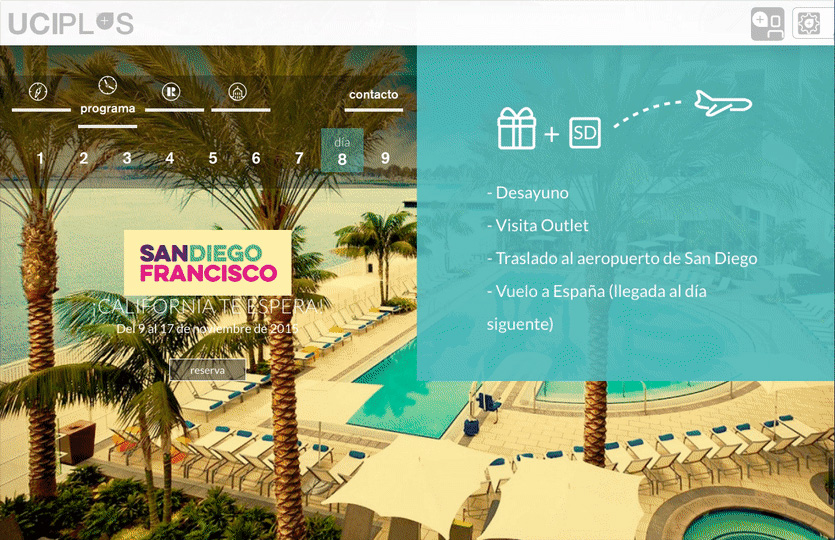 UCIPLUS
programa
contacto
1 2 3 4 5 6 7 día 8 9
SD
- Desayuno
- Visita Outlet
- Traslado al aeropuerto de San Diego
- Vuelo a España (llegada al día
siguente)
SANDIEGO
FRANCISCO
¡CALIFORNIA TE ESPERA!
Del 9 al 17 de noviembre de 2015
reserva